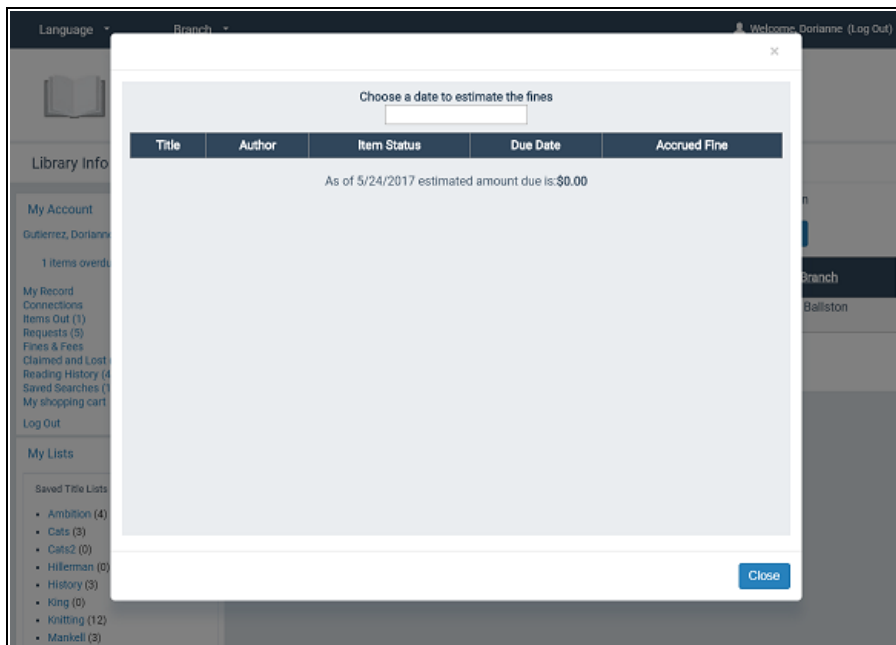 Language Branch Welcome, Dorianne (Log Out)
×
Choose a date to estimate the fines
Title Author Item Status Due Date Accrued Fine
As of 5/24/2017 estimated amount due is:$0.00
Close
Library Info
My Account
Gutierrez, Dorianne
1 items overdu
My Record
Connections
Items Out (1)
Requests (5)
Fines & Fees
Claimed and Lost
Reading History (4
Saved Searches (1
My shopping cart
Log Out
My Lists
Saved Title Lists
• Ambition (4)
• Cats (3)
• Cats2 (0)
• Hillerman (0)
• History (3)
• King (0)
• Knitting (12)
• Mankell (3)
n
Branch
Ballston